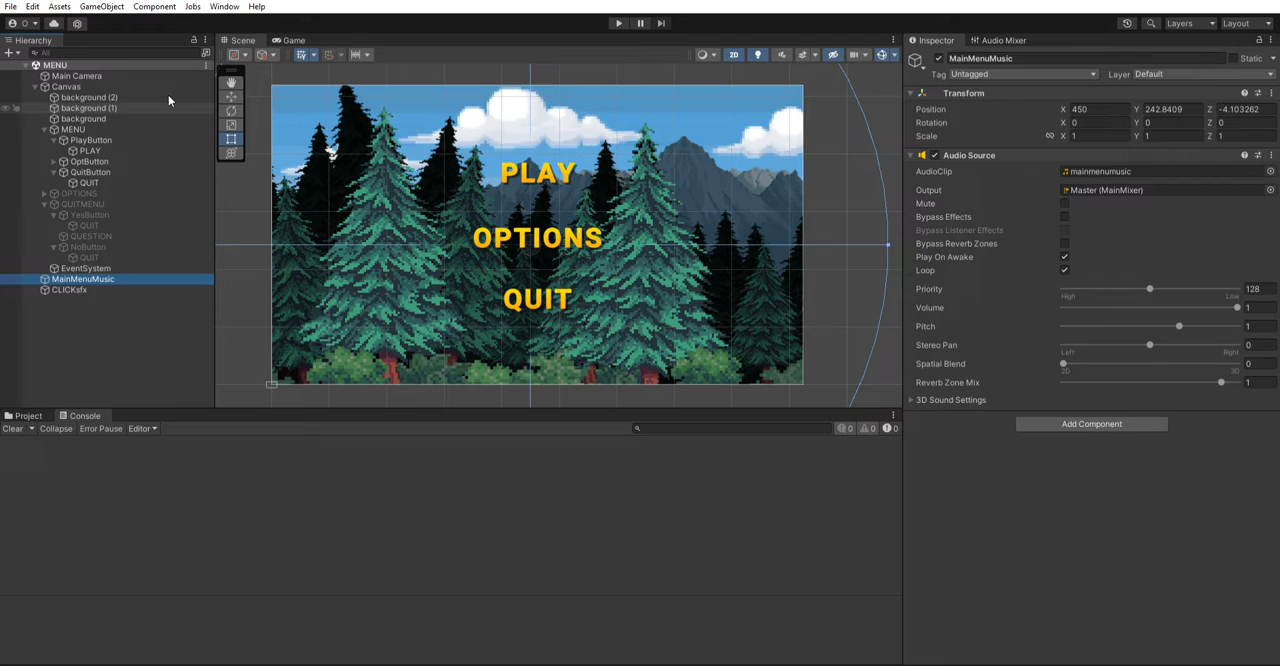 File Edit Assets GameObject Component Jobs Window Help
O
Layers Layout
Hierarchy
All
MENU
Main Camera
Canvas
background (2)
background (1)
background
MENU
PlayButton
PLAY
OptButton
QuitButton
QUIT
OPTIONS
QUITMENU
YesButton
QUIT
QUESTION
NoButton
QUIT
EventSystem
MainMenuMusic
CLICKsfx
Scene Game
2D
PLAY
OPTIONS
QUIT
Project Console
Clear Collapse Error Pause Editor
0 0 0
Inspector Audio Mixer
MainMenuMusic Static
Tag Untagged Layer Default
Transform
Position X 450 Y 242.8409 Z -4.103262
Rotation X 0 Y 0 Z 0
Scale X 1 Y 1 Z 1
Audio Source
AudioClip mainmenumusic
Output Master (MainMixer)
Mute
Bypass Effects
Bypass Listener Effects
Bypass Reverb Zones
Play On Awake
Loop
Priority 128
High Low
Volume 1
Pitch 1
Stereo Pan 0
Left Right
Spatial Blend 0
2D 3D
Reverb Zone Mix 1
3D Sound Settings
Add Component